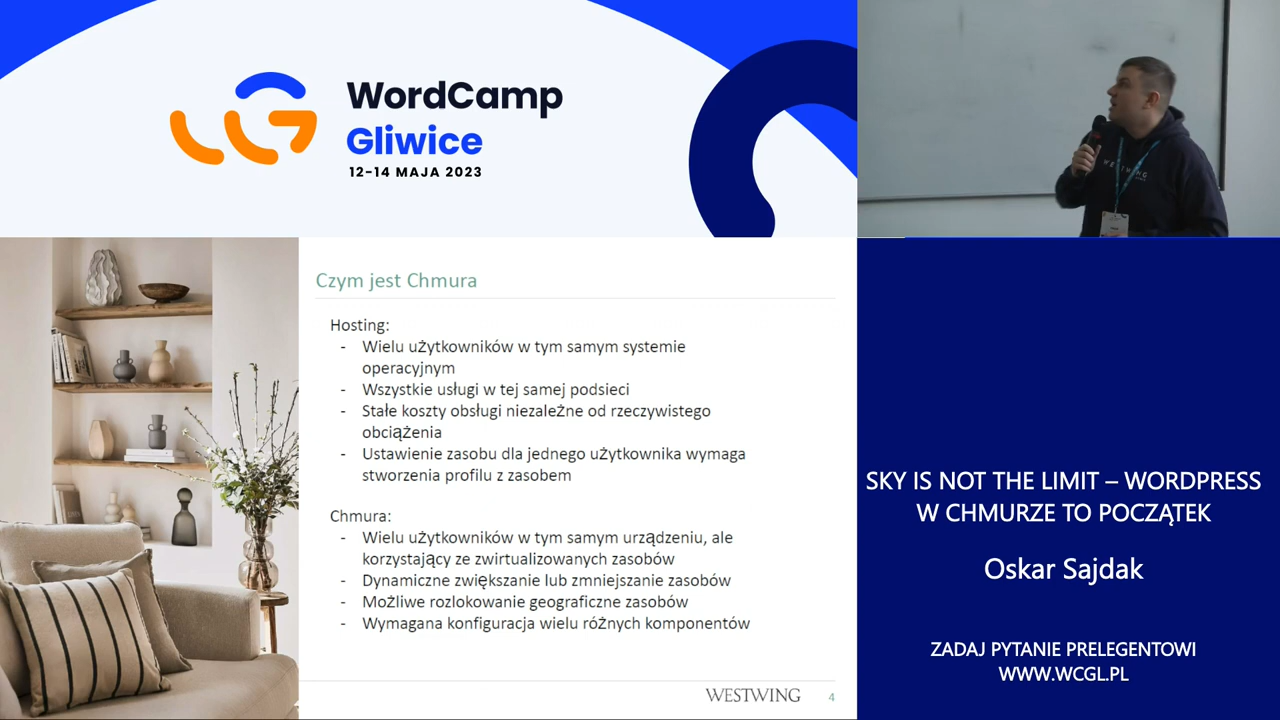 WordCamp
Gliwice
12-14 MAJA 2023
WESTWING
Czym jest Chmura
Hosting:
- Wielu użytkowników w tym samym systemie
operacyjnym
- Wszystkie usługi w tej samej podsieci
- Stałe koszty obsługi niezależne od rzeczywistego
obciążenia
- Ustawienie zasobu dla jednego użytkownika wymaga
stworzenia profilu z zasobem
Chmura:
- Wielu użytkowników w tym samym urządzeniu, ale
korzystający ze zwirtualizowanych zasobów
- Dynamiczne zwiększanie lub zmniejszanie zasobów
- Możliwe rozlokowanie geograficzne zasobów
- Wymagana konfiguracja wielu różnych komponentów
WESTWING 4
SKY IS NOT THE LIMIT – WORDPRESS
W CHMURZE TO POCZĄTEK
Oskar Sajdak
ZADAJ PYTANIE PRELEGENTOWI
WWW.WCGL.PL